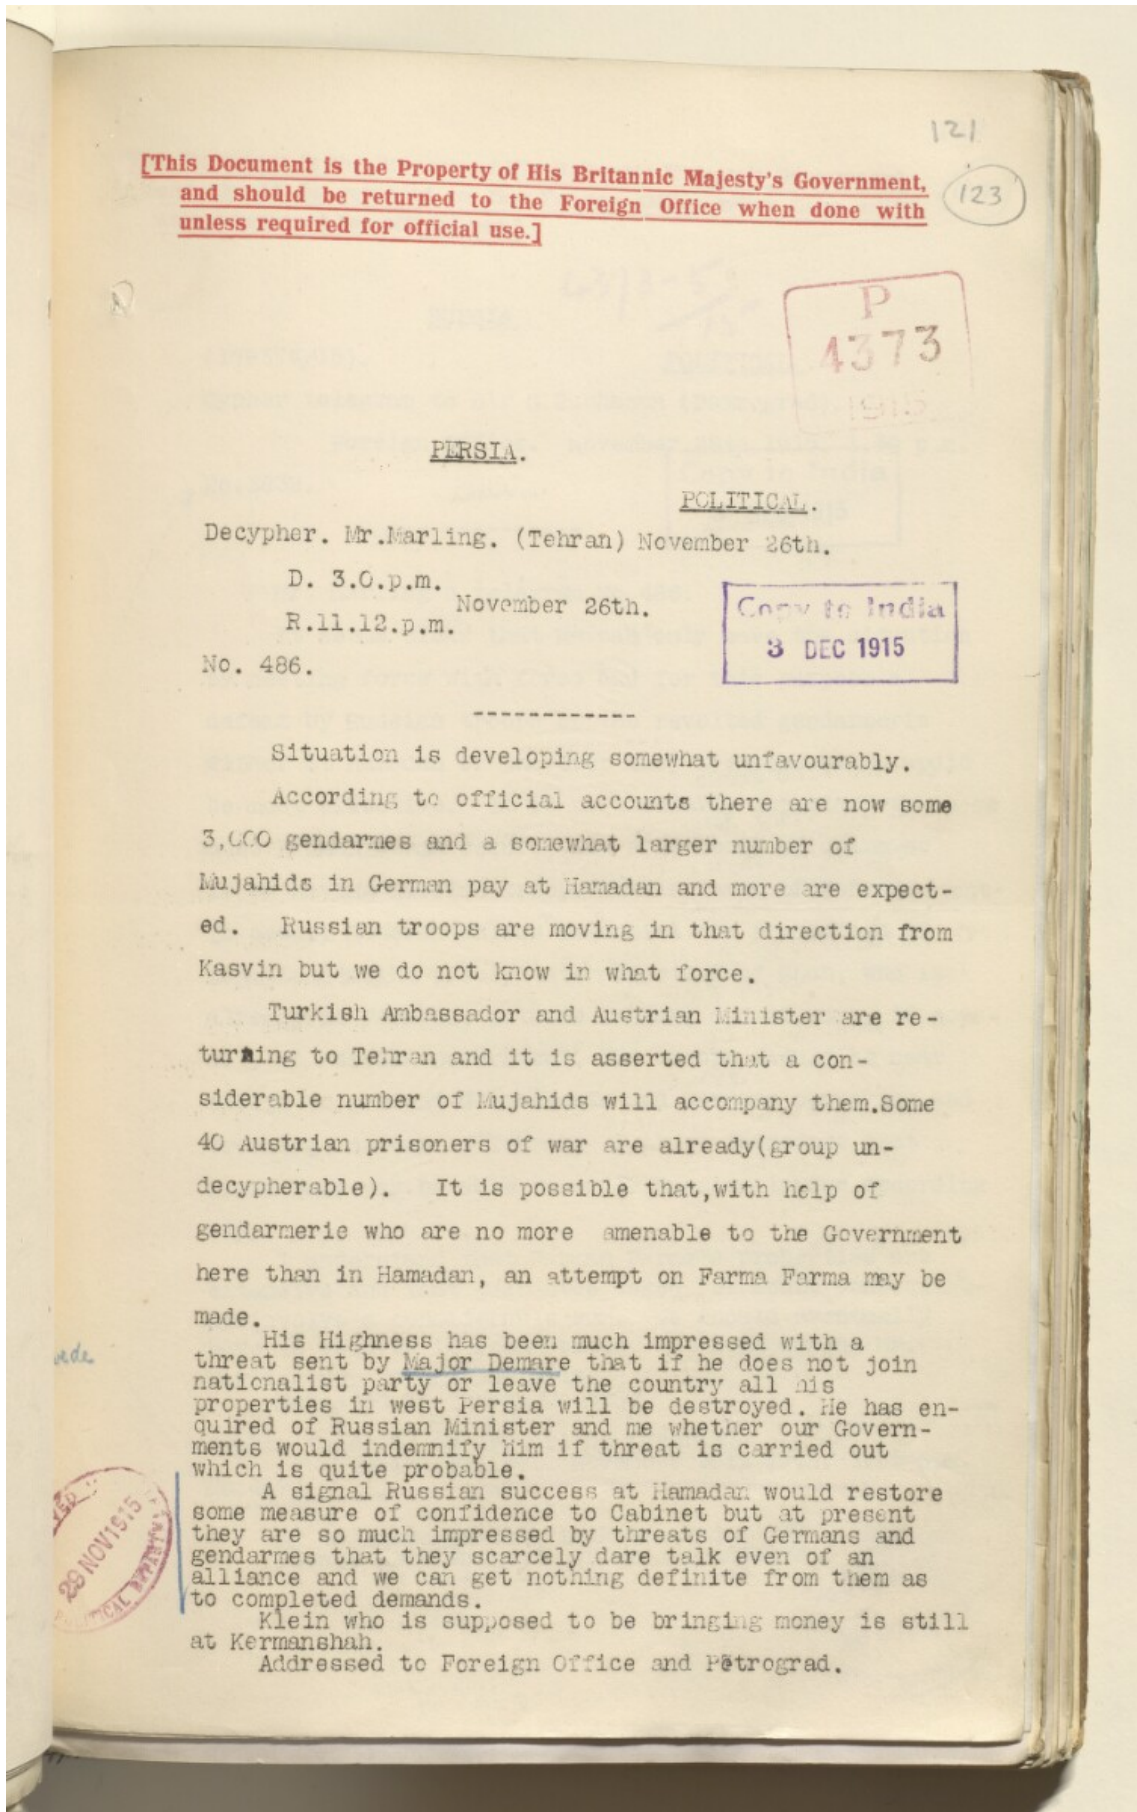 121
[This Document is the Property of His Britannic Majesty's Government,
and should be returned to the Foreign Office when done with
unless required for official use.]
123
P
4373
1915
PERSIA.
POLITICAL.
Decypher. Mr.Marling. (Tehran) November 26th.
D. 3.0.p.m.
November 26th.
R.11.12.p.m.
No. 486.
Copy to India
3 DEC 1915
------------
Situation is developing somewhat unfavourably.
According to official accounts there are now some
3,000 gendarmes and a somewhat larger number of
Mujahids in German pay at Hamadan and more are expect-
ed. Russian troops are moving in that direction from
Kasvin but we do not know in what force.
Turkish Ambassador and Austrian Minister are re-
turning to Tehran and it is asserted that a con-
siderable number of Mujahids will accompany them.Some
40 Austrian prisoners of war are already(group un-
decypherable). It is possible that,with help of
gendarmerie who are no more amenable to the Government
here than in Hamadan, an attempt on Farma Farma may be
made.
His Highness has been much impressed with a
threat sent by Major Demare that if he does not join
nationalist party or leave the country all his
properties in west Persia will be destroyed. He has en-
quired of Russian Minister and me whether our Govern-
ments would indemnify him if threat is carried out
which is quite probable.
A signal Russian success at Hamadan would restore
some measure of confidence to Cabinet but at present
they are so much impressed by threats of Germans and
gendarmes that they scarcely dare talk even of an
alliance and we can get nothing definite from them as
to completed demands.
Klein who is supposed to be bringing money is still
at Kermanshah.
Addressed to Foreign Office and Petrograd.
29 NOV 1915